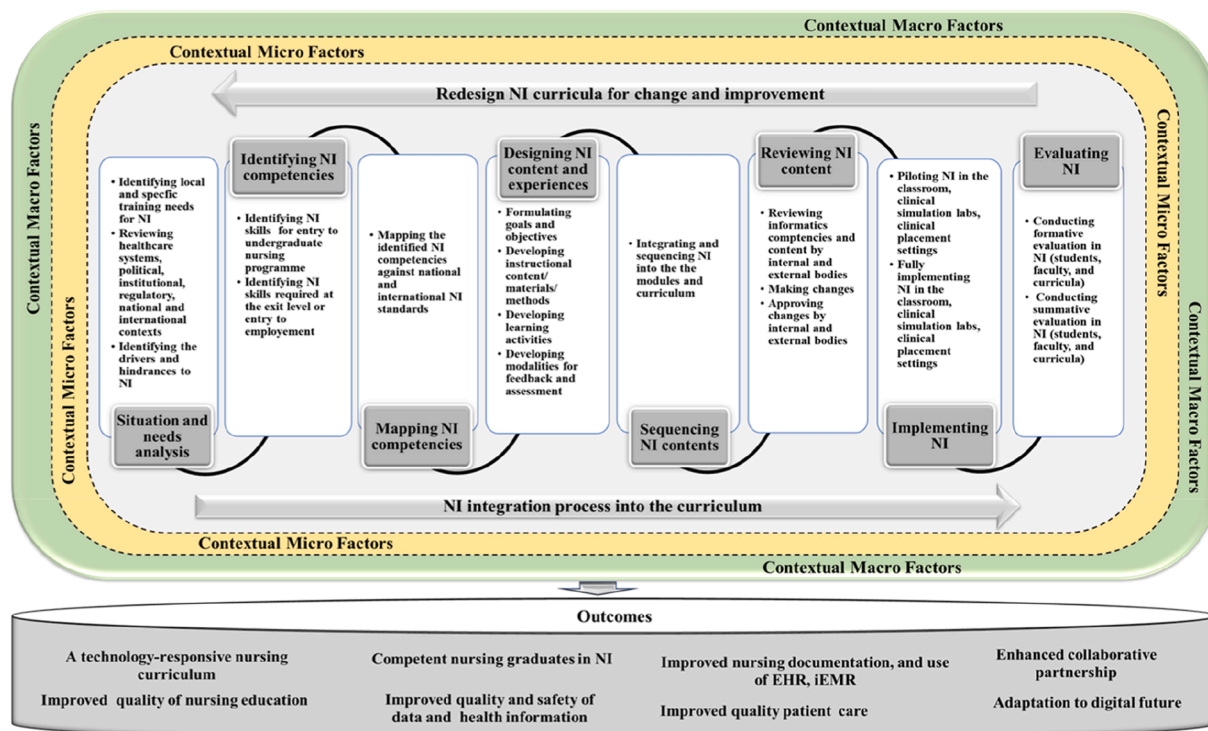 Contextual Macro Factors
Contextual Micro Factors
Redesign NI curricula for change and improvement
Contextual Macro Factors
Contextual Micro Factors
Contextual Micro Factors
Contextual Macro Factors
• Identifying local and
specfic training needs
for NI
• Reviewing
healthcare
systems,
political,
institutional,
regulatory,
national and
international
contexts
• Identifying the
drivers and
hindrances to
NI
Situation and
needs
analysis
Identifying NI
competencies
• Identifying NI
skills for entry to
undergraduate
nursing
programme
• Identifying NI
skills required at
the exit level or
entry to
employement
• Mapping the
identified NI
competencies
against national
and
international NI
standards
Mapping NI
competencies
Designing NI
content and
experiences
• Formulating
goals and
objectives
• Developing
instructional
content/
materials/
methods
• Developing
learning
activities
• Developing
modalities for
feedback and
assessment
• Integrating and
sequencing NI
into the the
modules and
curriculum
Sequencing
NI contents
Reviewing NI
content
• Reviewing
informatics
comptencies and
content by
internal and
external bodies
• Making changes
• Approving
changes by
internal and
external bodies
• Piloting NI in the
classroom,
clinical
simulation labs,
clinical
placement
settings
• Fully
implementing
NI in the
classroom,
clinical
simulation labs,
clinical
placement
settings
Implementing
NI
Evaluating
NI
• Conducting
formative
evaluation in
NI (students,
faculty, and
curricula)
• Conducting
summative
evaluation in
NI (students,
faculty, and
curricula)
NI integration process into the curriculum
Contextual Micro Factors
Contextual Macro Factors
Outcomes
A technology-responsive nursing
curriculum
Improved quality of nursing education
Competent nursing graduates in NI
Improved quality and safety of
data and health information
Improved nursing documentation, and use
of EHR, iEMR
Improved quality patient care
Enhanced collaborative
partnership
Adaptation to digital future